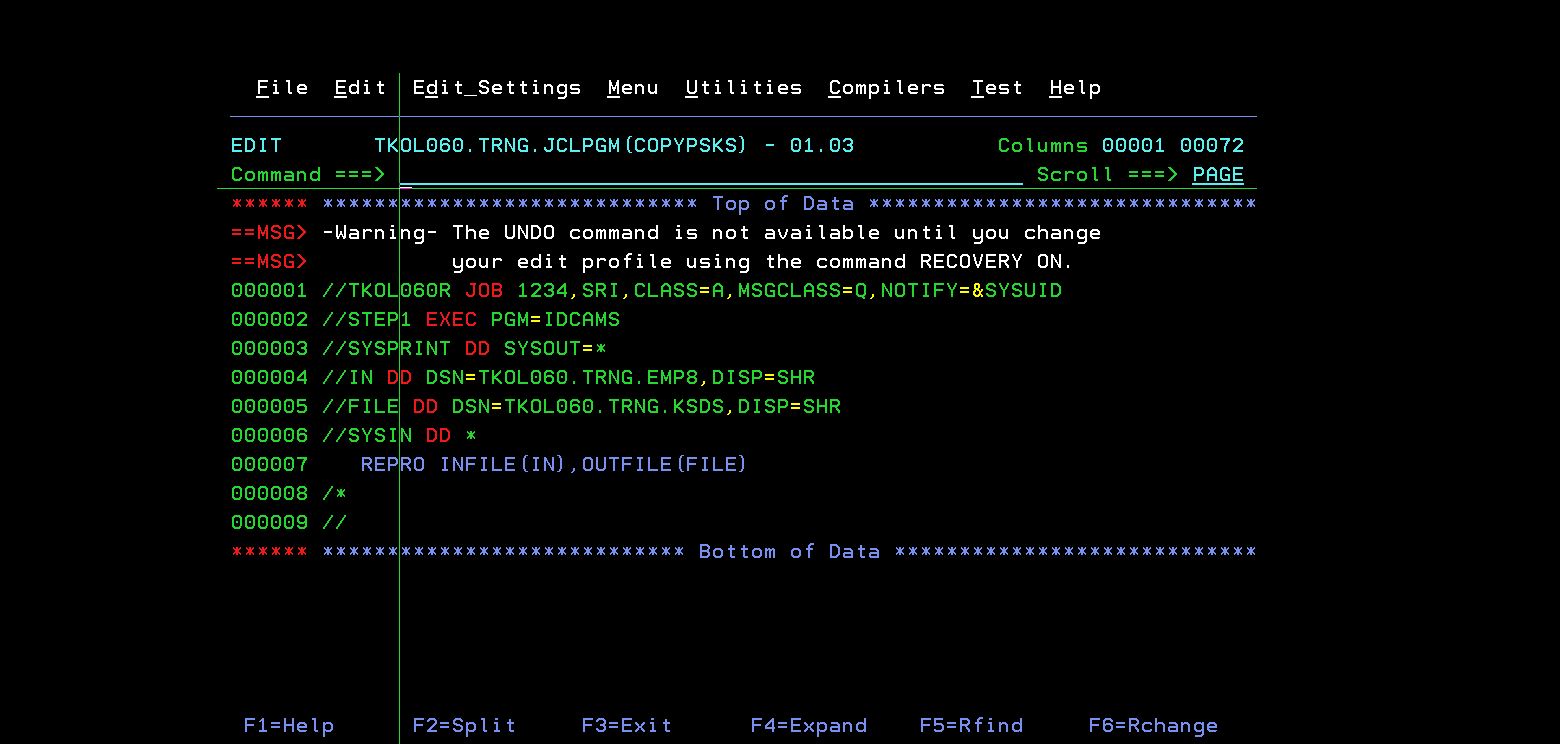 File Edit Edit_Settings Menu Utilities Compilers Test Help
EDIT TKOL060.TRNG.JCLPGM(COPYPSKS) - 01.03 Columns 00001 00072
Command ===> Scroll ===> PAGE
****** ***************************** Top of Data ******************************
==MSG> -Warning- The UNDO command is not available until you change
==MSG> your edit profile using the command RECOVERY ON.
000001 //TKOL060R JOB 1234,SRI,CLASS=A,MSGCLASS=Q,NOTIFY=&SYSUID
000002 //STEP1 EXEC PGM=IDCAMS
000003 //SYSPRINT DD SYSOUT=*
000004 //IN DD DSN=TKOL060.TRNG.EMP8,DISP=SHR
000005 //FILE DD DSN=TKOL060.TRNG.KSDS,DISP=SHR
000006 //SYSIN DD *
000007 REPRO INFILE(IN),OUTFILE(FILE)
000008 /*
000009 //
****** **************************** Bottom of Data ****************************
F1=Help F2=Split F3=Exit F4=Expand F5=Rfind F6=Rchange